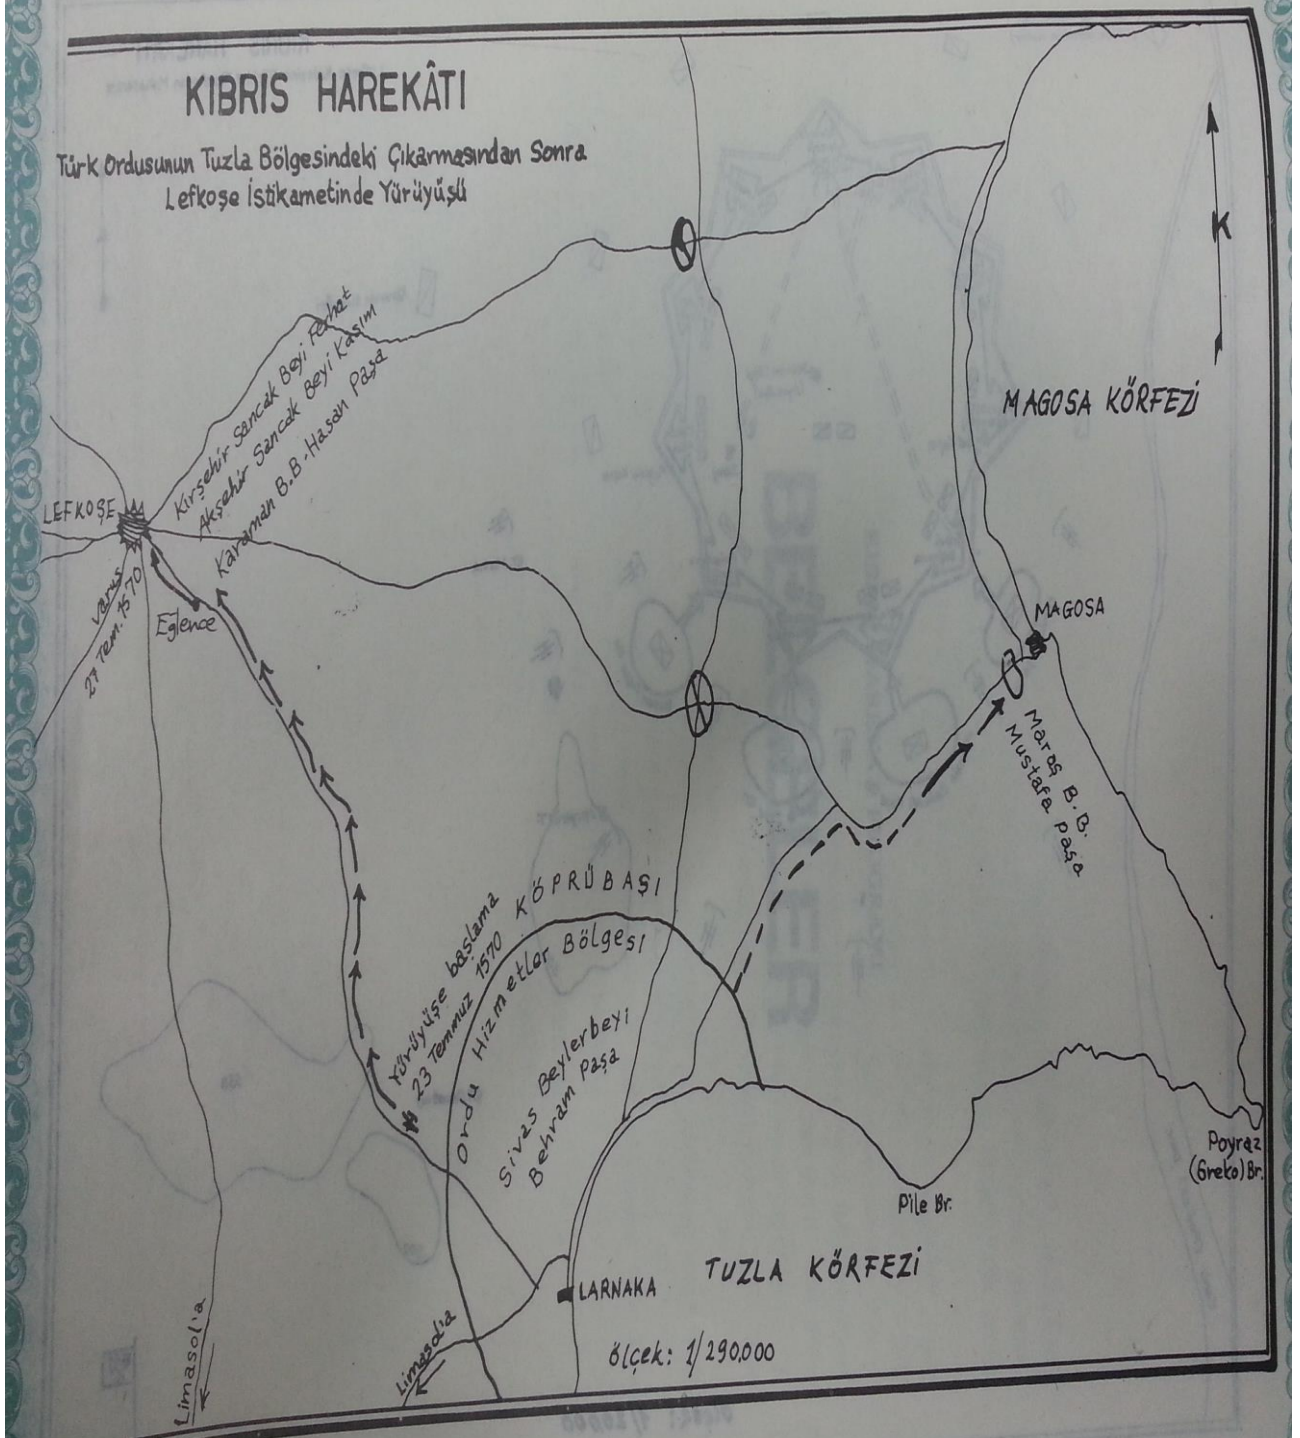 KIBRIS HAREKÂTI
Türk Ordusunun Tuzla Bölgesindeki Çıkarmasından Sonra
Lefkoşe İstikametinde Yürüyüşü
K
MAGOSA KÖRFEZİ
Kırşehir Sancak Beyi Ferhat
Akşehir Sancak Beyi Kasım
Karaman B.B. Hasan Paşa
LEFKOŞE
Varış
27 Tem. 1570
Eğlence
MAGOSA
Maraş B.B.
Mustafa paşa
KÖPRÜBAŞI
Yürüyüşe başlama
23 Temmuz 1570
Ordu Hizmetler Bölgesi
Sivas Beylerbeyi
Behram Paşa
Poyraz
(Greko) Br.
Pile Br.
TUZLA KÖRFEZİ
LARNAKA
Limasol'a
Limasol'a
ölçek: 1/290.000